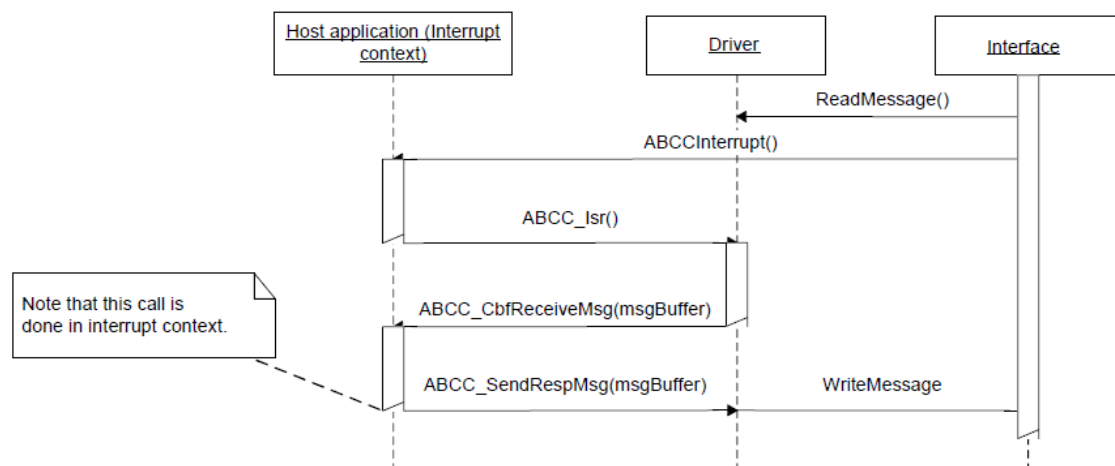 Host application (Interrupt
context)
Driver
Interface
ReadMessage()
ABCCInterrupt()
ABCC_Isr()
Note that this call is
done in interrupt context.
ABCC_CbfReceiveMsg(msgBuffer)
ABCC_SendRespMsg(msgBuffer)
WriteMessage